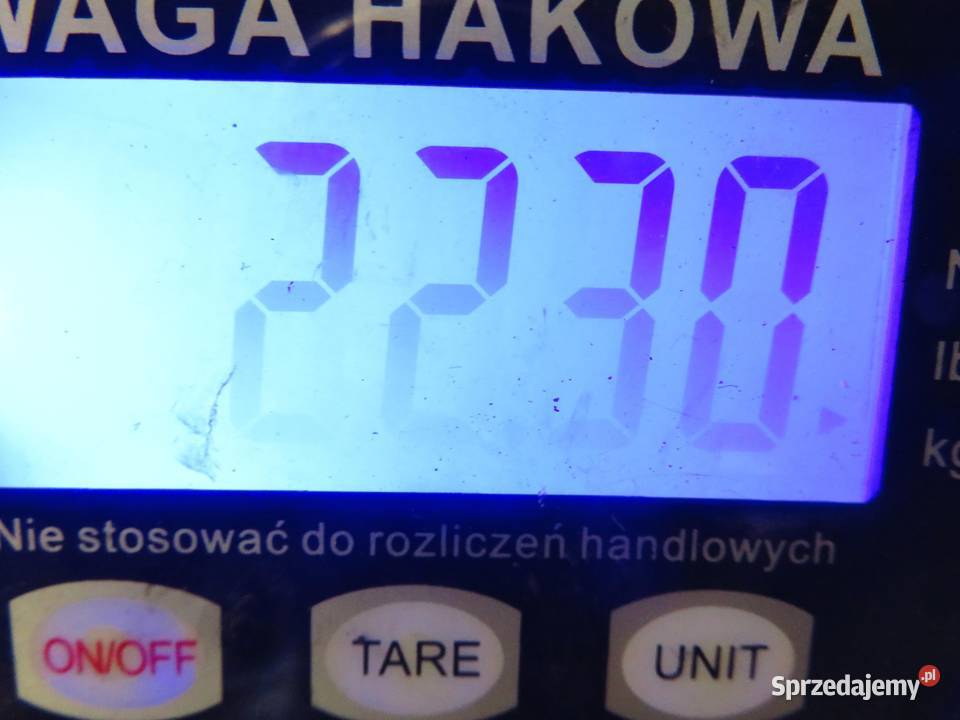 WAGA HAKOWA
2230
N
lb
kg
Nie stosować do rozliczeń handlowych
ON/OFF TARE UNIT
Sprzedajemy.pl